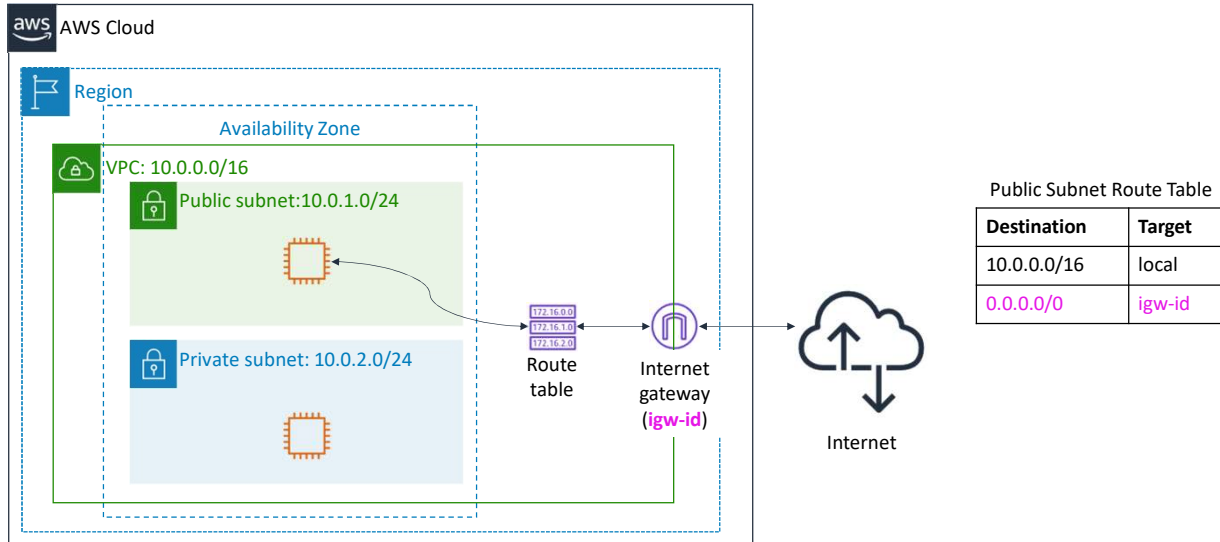 aws
AWS Cloud
Region
Availability Zone
VPC: 10.0.0.0/16
Public subnet:10.0.1.0/24
Private subnet: 10.0.2.0/24
172.16.0.0
172.16.1.0
172.16.2.0
Route
table
Internet
gateway
(igw-id)
Internet
Public Subnet Route Table
Destination Target
10.0.0.0/16 local
0.0.0.0/0 igw-id